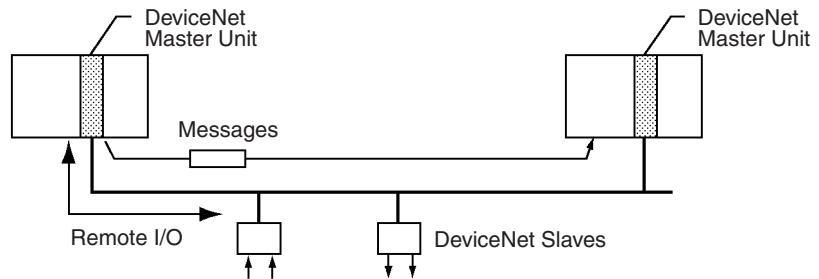 DeviceNet
Master Unit
DeviceNet
Master Unit
Messages
Remote I/O
DeviceNet Slaves